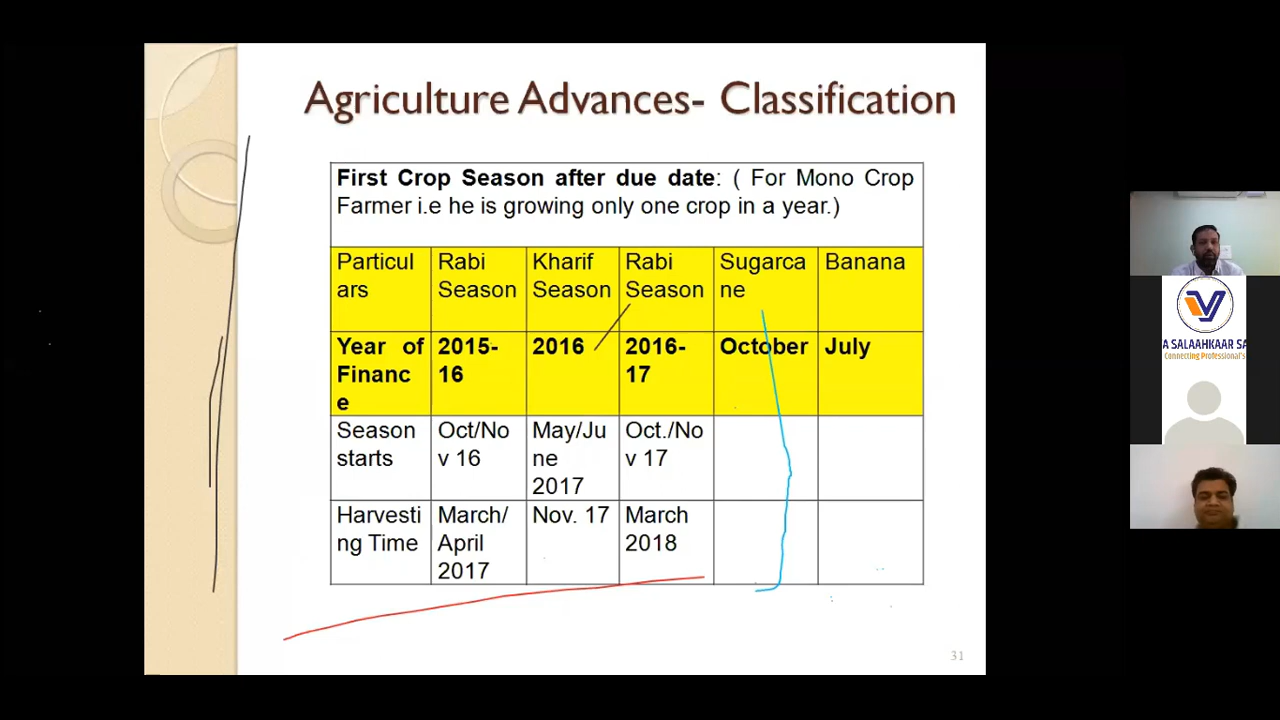 Agriculture Advances- Classification
First Crop Season after due date: ( For Mono Crop
Farmer i.e he is growing only one crop in a year.)
Particul
ars
Rabi
Season
Kharif
Season
Rabi
Season
Sugarca
ne
Banana
Year of
Financ
e
2015-
16
2016
2016-
17
October
July
Season
starts
Oct/No
v 16
May/Ju
ne
2017
Oct./No
v 17
Harvesti
ng Time
March/
April
2017
Nov. 17
March
2018
31
A SALAAHKAAR SA
Connecting Professional's